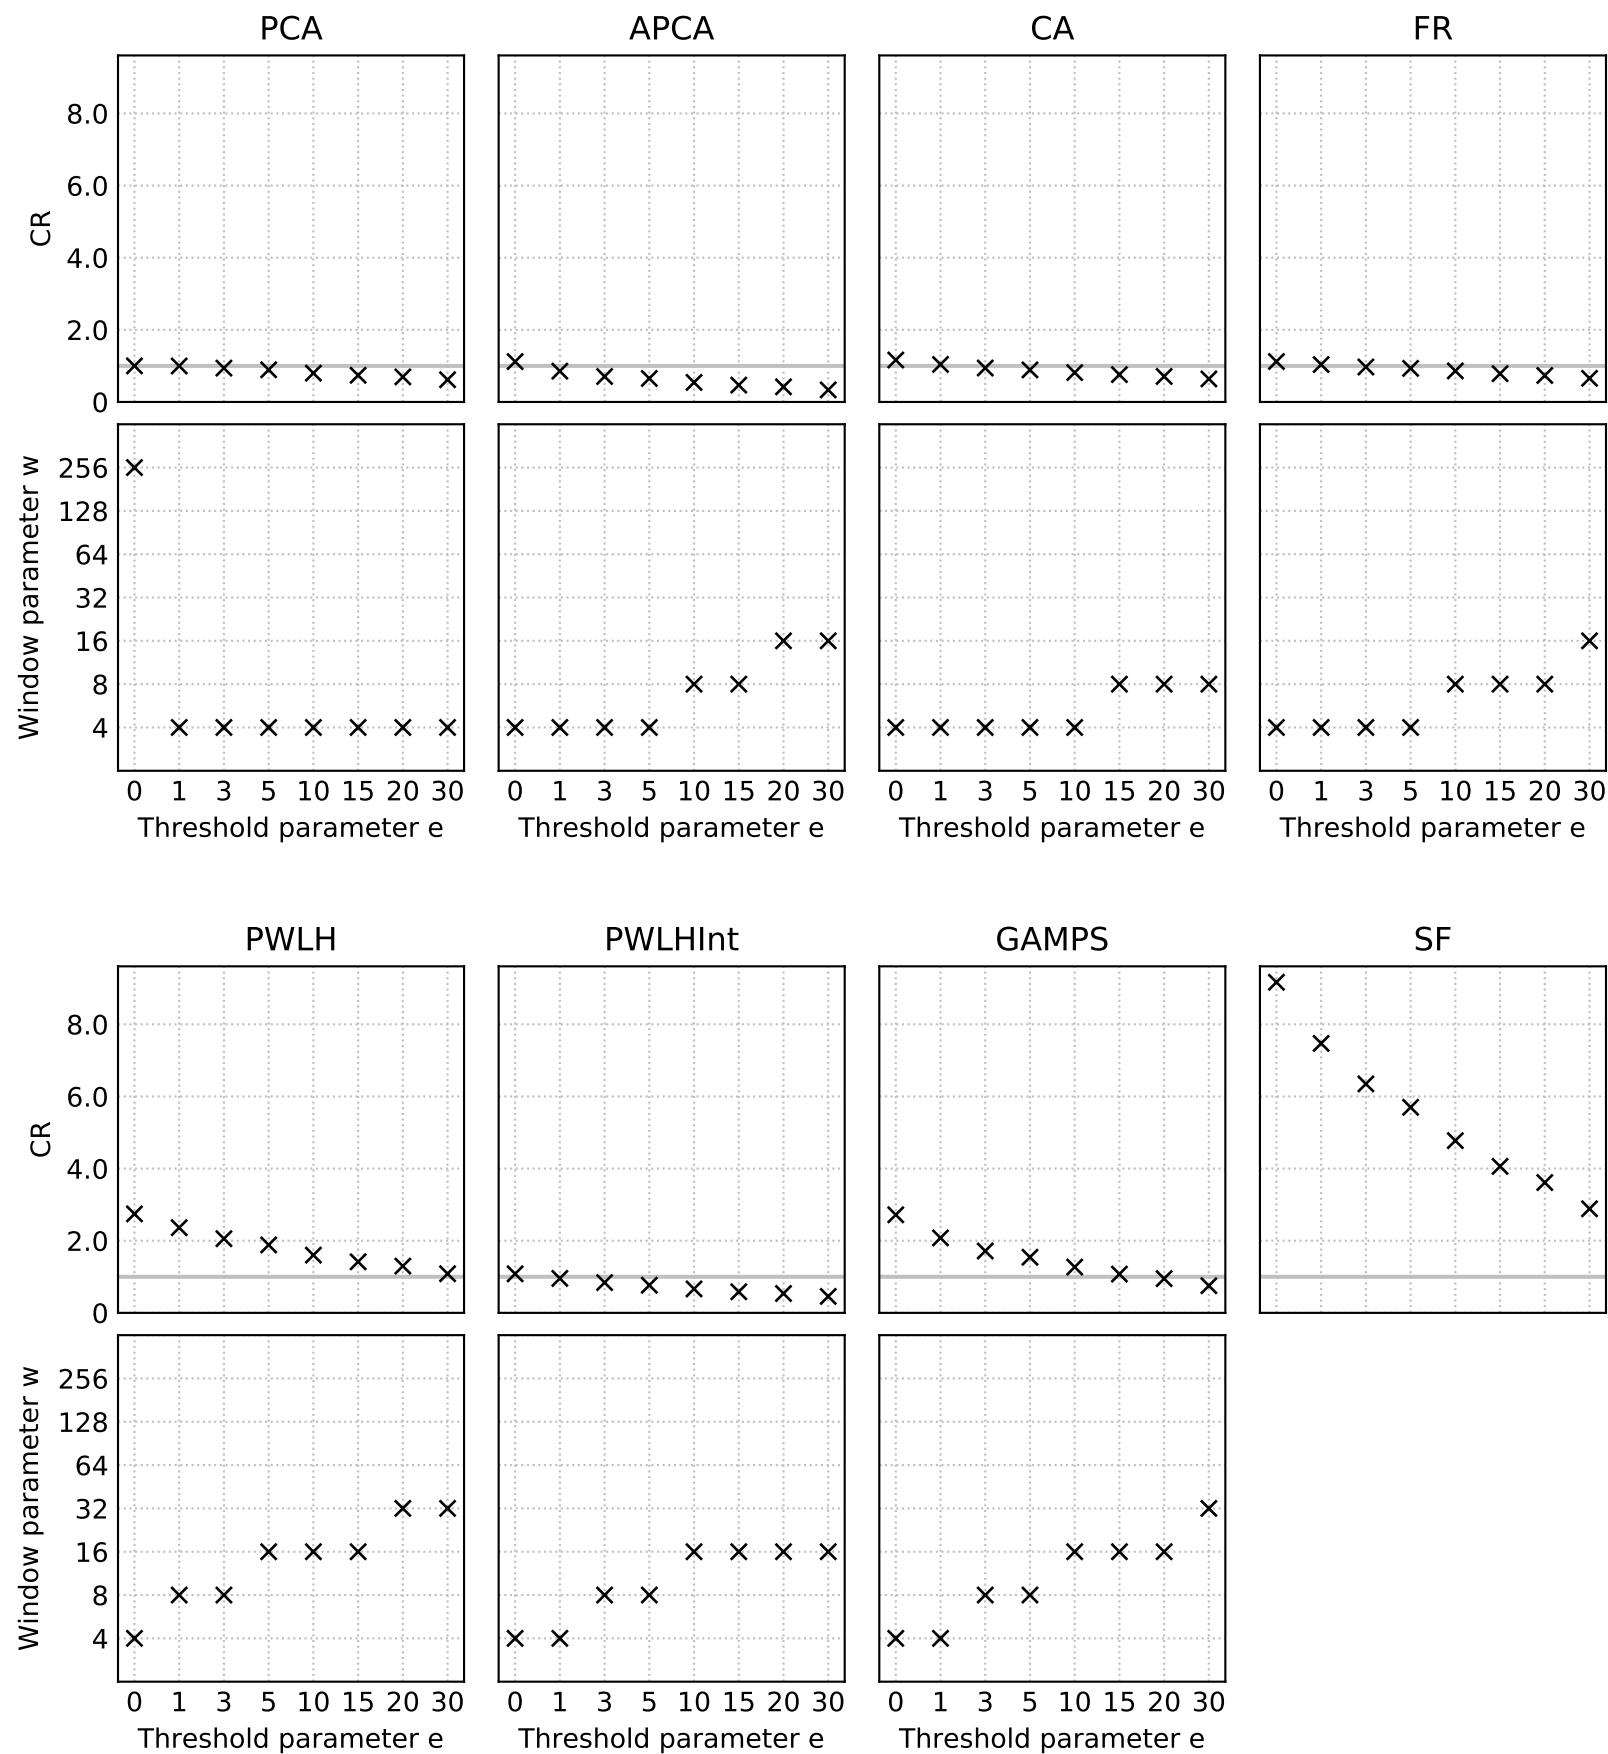 PCA APCA CA FR
CR
8.0
6.0
4.0
2.0
0
Window parameter w
256
128
64
32
16
8
4
0 1 3 5 10 15 20 30 0 1 3 5 10 15 20 30 0 1 3 5 10 15 20 30 0 1 3 5 10 15 20 30
Threshold parameter e Threshold parameter e Threshold parameter e Threshold parameter e
PWLH PWLHInt GAMPS SF
CR
8.0
6.0
4.0
2.0
0
Window parameter w
256
128
64
32
16
8
4
0 1 3 5 10 15 20 30 0 1 3 5 10 15 20 30 0 1 3 5 10 15 20 30
Threshold parameter e Threshold parameter e Threshold parameter e